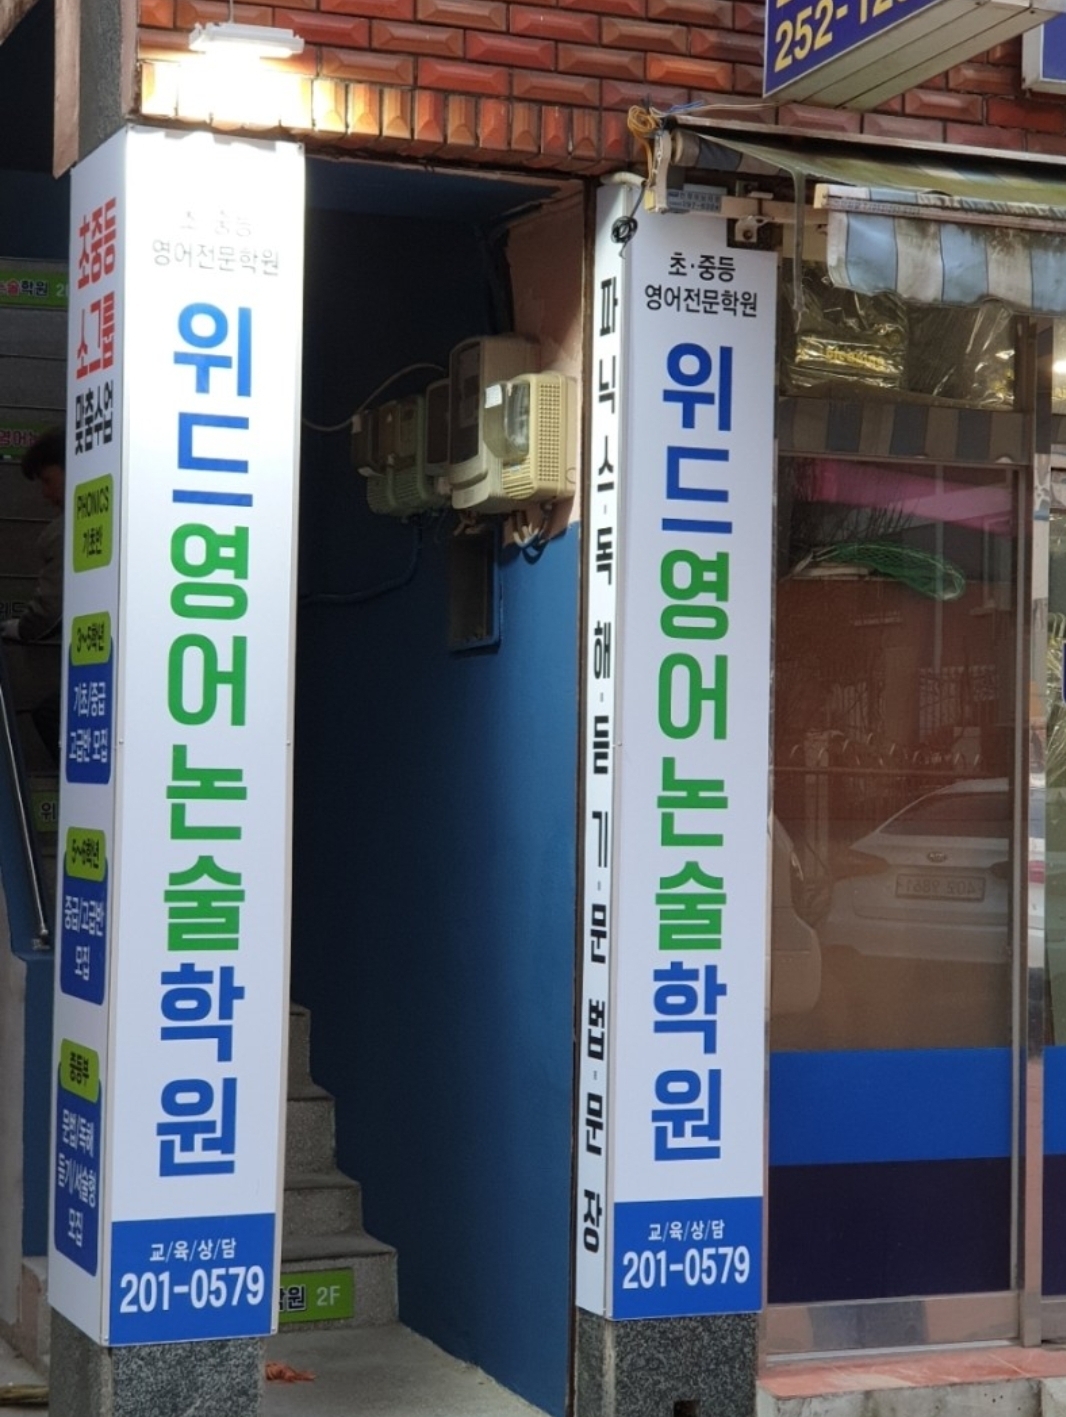 252-12
초중등
소그룹
맞춤수업
PHONICS
기초반
3~5학년
기초/중급
고급반 모집
5~6학년
중급/고급반
모집
중등부
문법/독해
듣기/서술형
모집
초·중등
영어전문학원
위드영어논술학원
교/육/상/담
201-0579
학원 2F
파닉스·독해·듣기·문법·문장
초·중등
영어전문학원
위드영어논술학원
교/육/상/담
201-0579